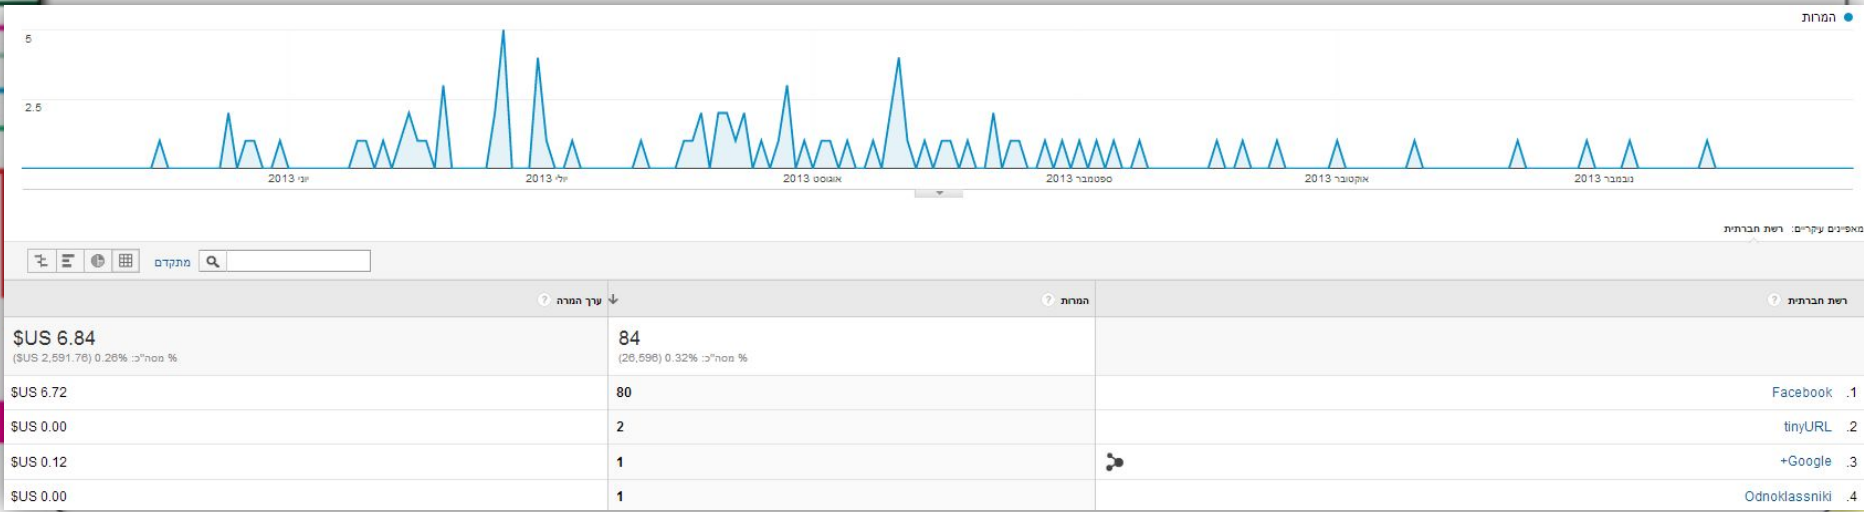 המרות
5
2.5
יוני 2013
יולי 2013
אוגוסט 2013
ספטמבר 2013
אוקטובר 2013
נובמבר 2013
מאפיינים עיקריים: רשת חברתית
מתקדם
רשת חברתית ?
המרות ?
ערך המרה ?
84
% מסה"כ: 0.32% (26,596)
$US 6.84
% מסה"כ: 0.26% ($US 2,591.76)
1. Facebook 80 $US 6.72
2. tinyURL 2 $US 0.00
3. Google+ 1 $US 0.12
4. Odnoklassniki 1 $US 0.00